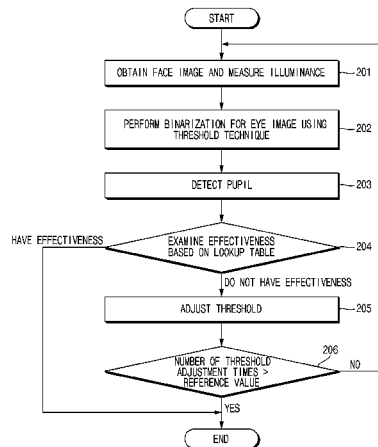 START
OBTAIN FACE IMAGE AND MEASURE ILLUMINANCE
201
PERFORM BINARIZATION FOR EYE IMAGE USING
THRESHOLD TECHNIQUE
202
DETECT PUPIL
203
HAVE EFFECTIVENESS
EXAMINE EFFECTIVENESS
BASED ON LOOKUP TABLE
204
DO NOT HAVE EFFECTIVENESS
ADJUST THRESHOLD
205
206
NUMBER OF THRESHOLD
ADJUSTMENT TIMES >
REFERENCE VALUE
NO
YES
END